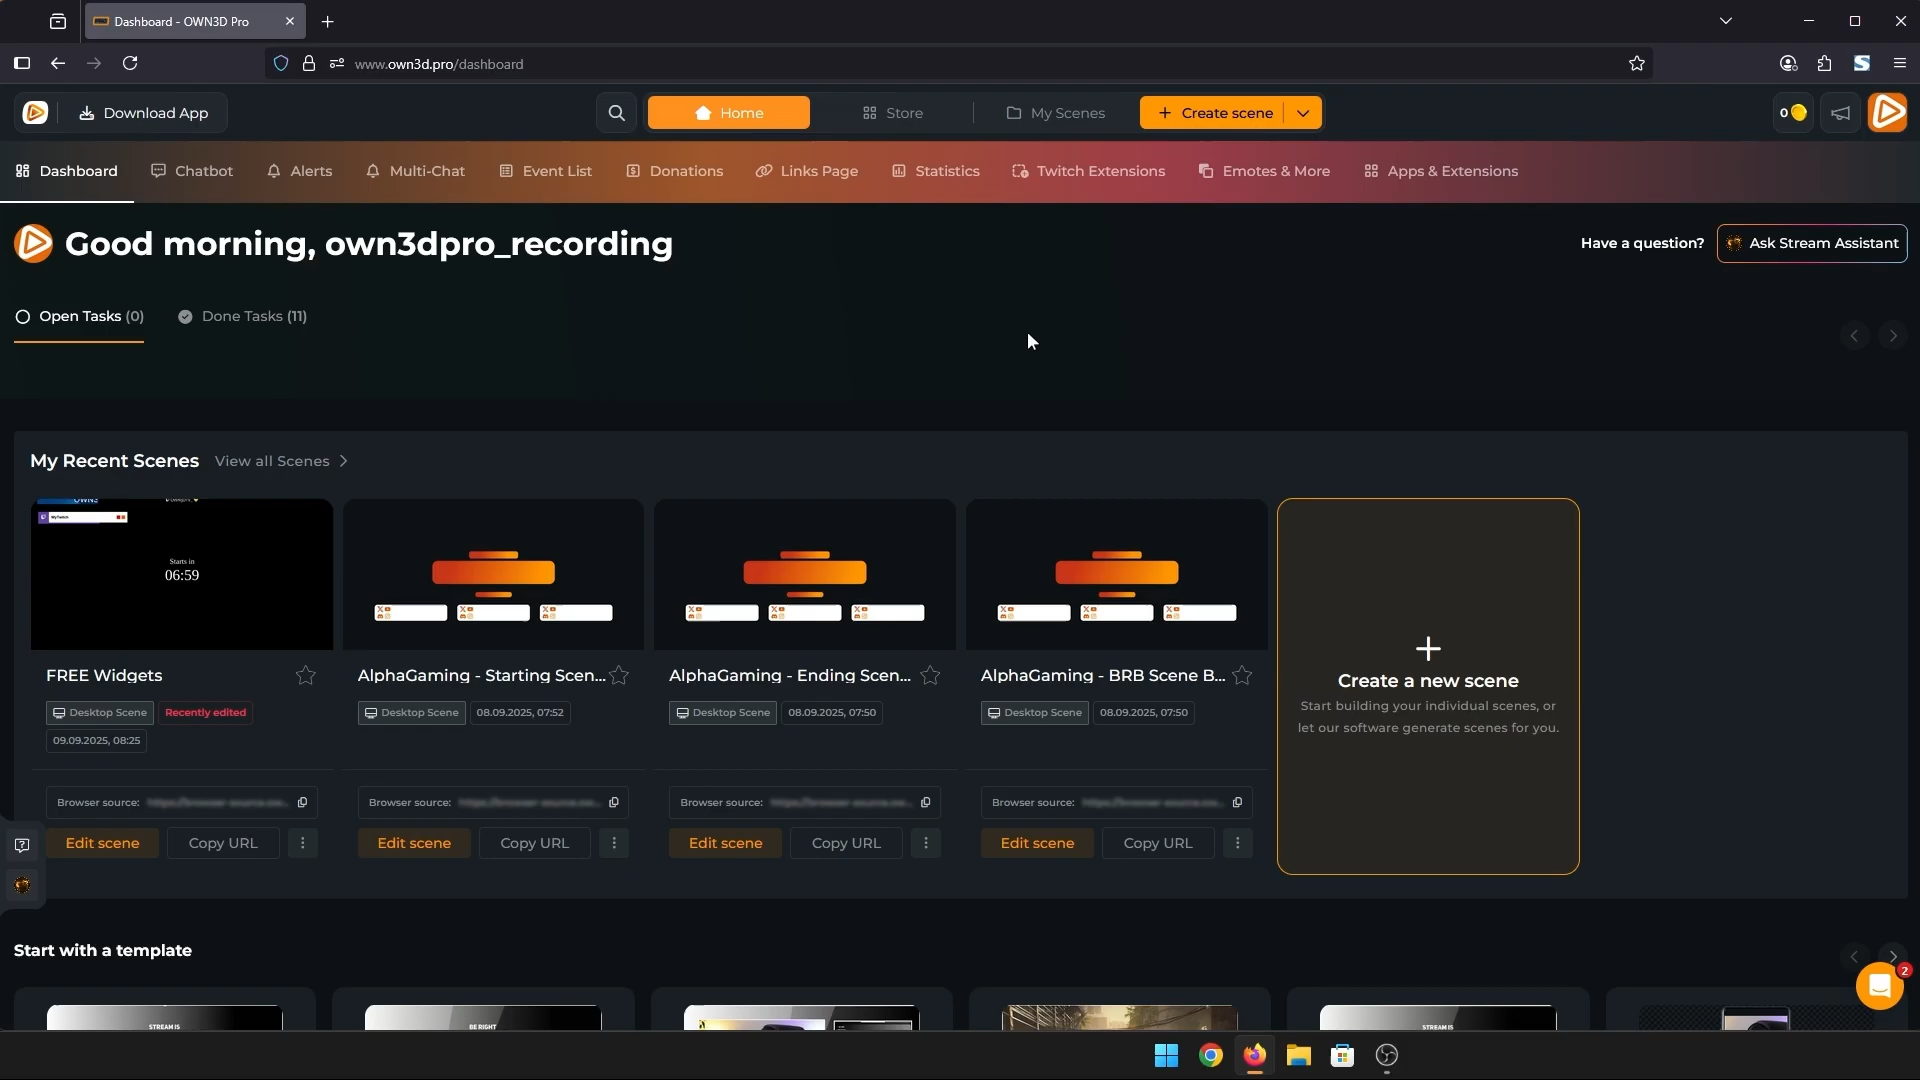 Dashboard - OWN3D Pro
www.own3d.pro/dashboard
Download App
Home
Store
My Scenes
Create scene
0
Dashboard
Chatbot
Alerts
Multi-Chat
Event List
Donations
Links Page
Statistics
Twitch Extensions
Emotes & More
Apps & Extensions
Good morning, own3dpro_recording
Have a question?
Ask Stream Assistant
Open Tasks (0)
Done Tasks (11)
My Recent Scenes
View all Scenes
Starts in
06:59
FREE Widgets
Desktop Scene
Recently edited
09.09.2025, 08:25
Browser source:
Edit scene
Copy URL
AlphaGaming - Starting Scen...
Desktop Scene
08.09.2025, 07:52
Browser source:
Edit scene
Copy URL
AlphaGaming - Ending Scen...
Desktop Scene
08.09.2025, 07:50
Browser source:
Edit scene
Copy URL
AlphaGaming - BRB Scene B...
Desktop Scene
08.09.2025, 07:50
Browser source:
Edit scene
Copy URL
Create a new scene
Start building your individual scenes, or
let our software generate scenes for you.
Start with a template
2
STREAM IS
BE RIGHT
STREAM IS